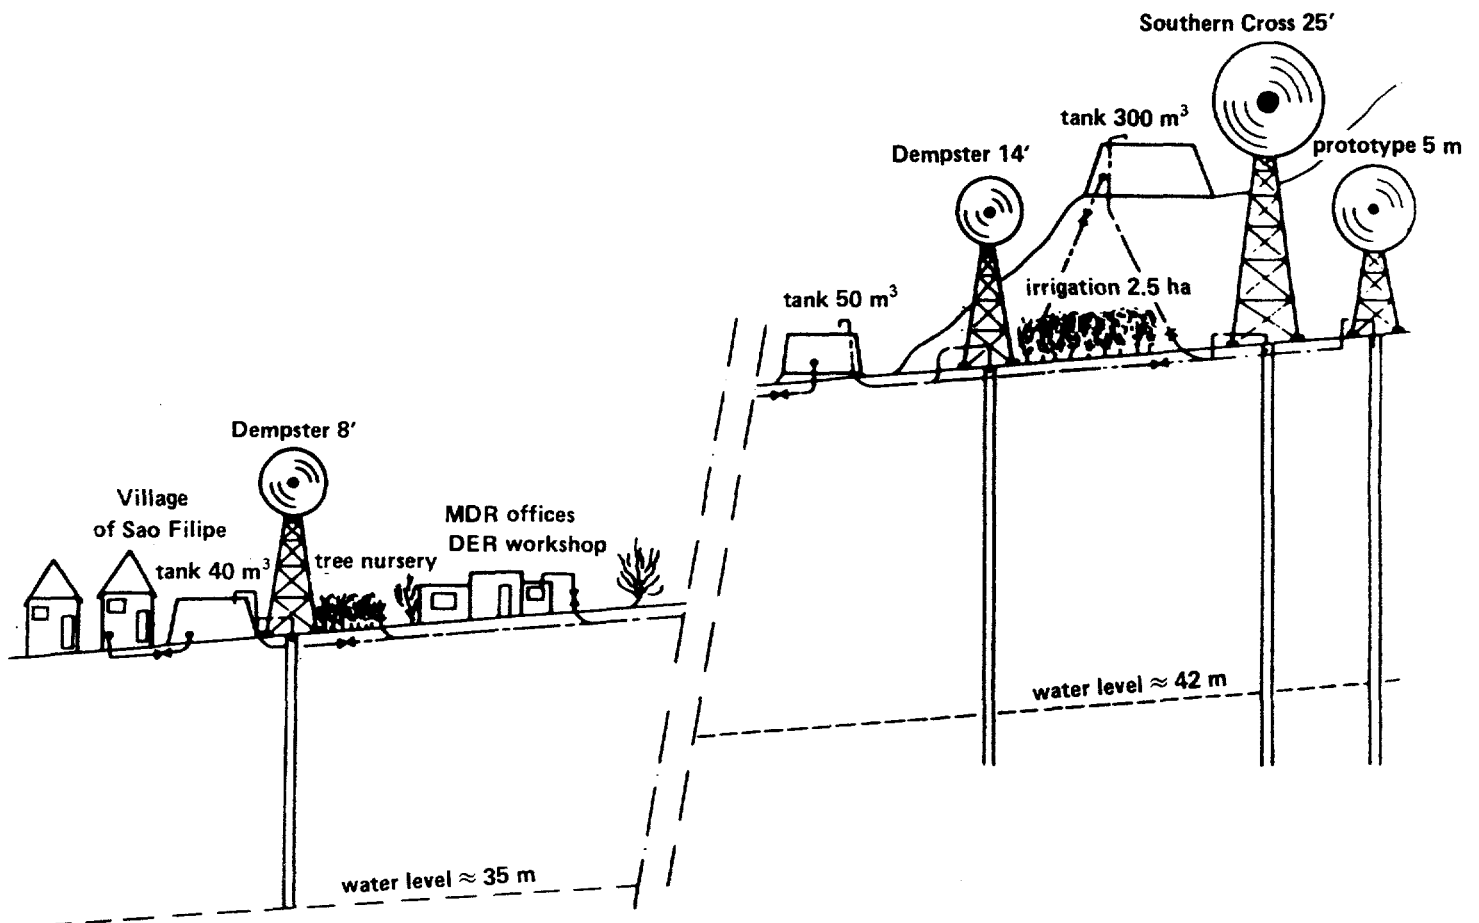 Southern Cross 25'
tank 300 m³
Dempster 14'
prototype 5 m
irrigation 2.5 ha
tank 50 m³
Dempster 8'
Village
of Sao Filipe
MDR offices
DER workshop
tank 40 m³
tree nursery
water level ≈ 42 m
water level ≈ 35 m